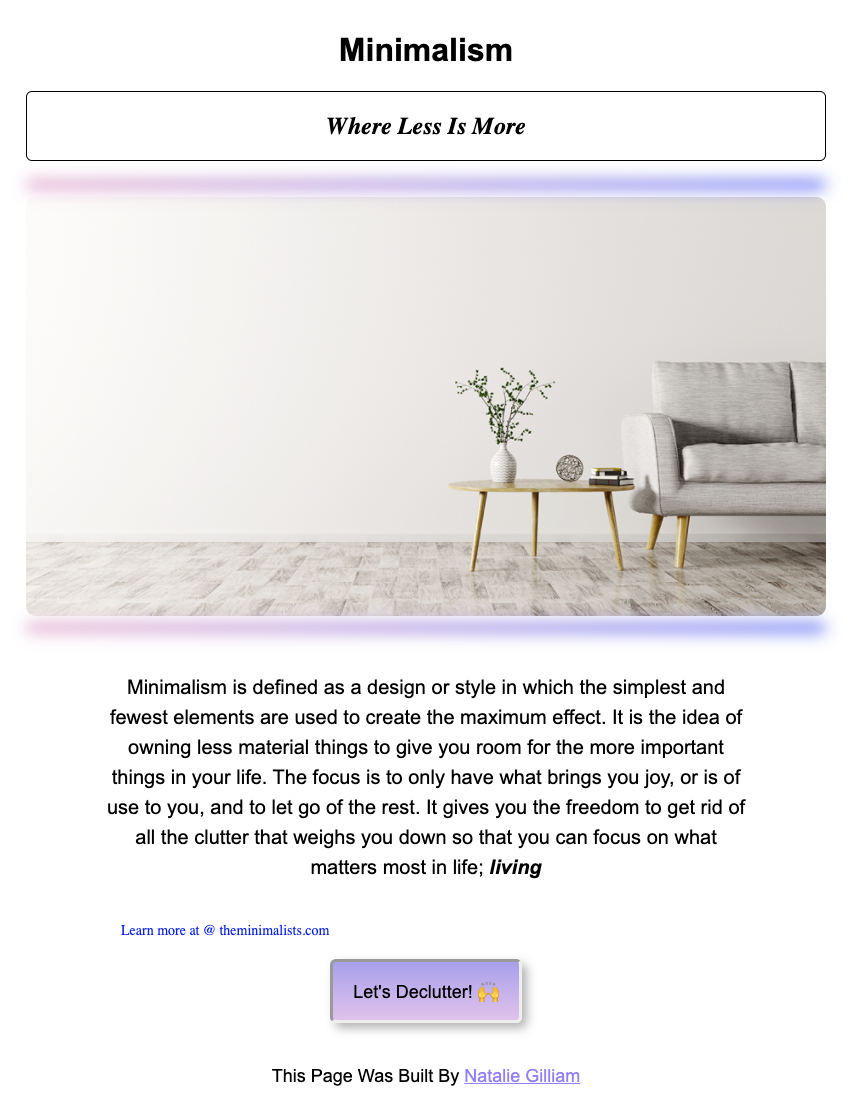 Minimalism
Where Less Is More
Minimalism is defined as a design or style in which the simplest and
fewest elements are used to create the maximum effect. It is the idea of
owning less material things to give you room for the more important
things in your life. The focus is to only have what brings you joy, or is of
use to you, and to let go of the rest. It gives you the freedom to get rid of
all the clutter that weighs you down so that you can focus on what
matters most in life; living
Learn more at @ theminimalists.com
Let's Declutter! 🙌
This Page Was Built By Natalie Gilliam